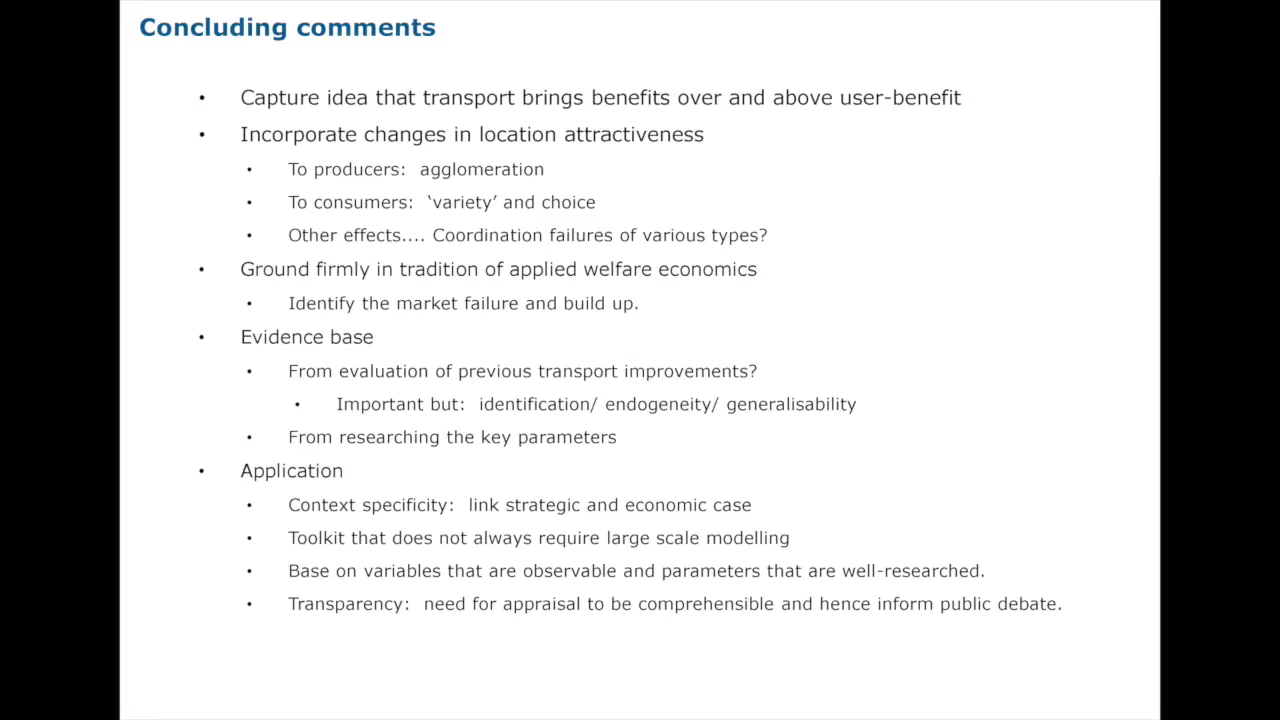 Concluding comments
• Capture idea that transport brings benefits over and above user-benefit
• Incorporate changes in location attractiveness
• To producers: agglomeration
• To consumers: ‘variety’ and choice
• Other effects.... Coordination failures of various types?
• Ground firmly in tradition of applied welfare economics
• Identify the market failure and build up.
• Evidence base
• From evaluation of previous transport improvements?
• Important but: identification/ endogeneity/ generalisability
• From researching the key parameters
• Application
• Context specificity: link strategic and economic case
• Toolkit that does not always require large scale modelling
• Base on variables that are observable and parameters that are well-researched.
• Transparency: need for appraisal to be comprehensible and hence inform public debate.